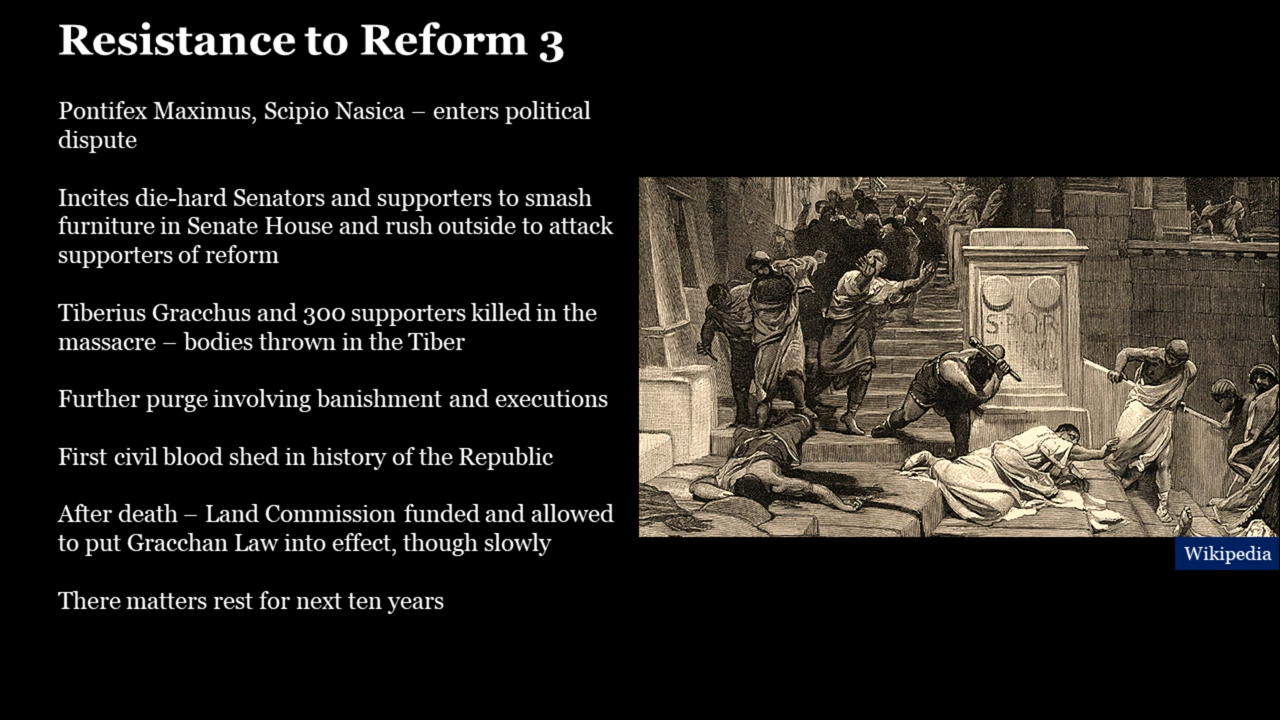 Resistance to Reform 3
Pontifex Maximus, Scipio Nasica – enters political
dispute
Incites die-hard Senators and supporters to smash
furniture in Senate House and rush outside to attack
supporters of reform
Tiberius Gracchus and 300 supporters killed in the
massacre – bodies thrown in the Tiber
Further purge involving banishment and executions
First civil blood shed in history of the Republic
After death – Land Commission funded and allowed
to put Gracchan Law into effect, though slowly
There matters rest for next ten years
S·P·Q·R
Wikipedia